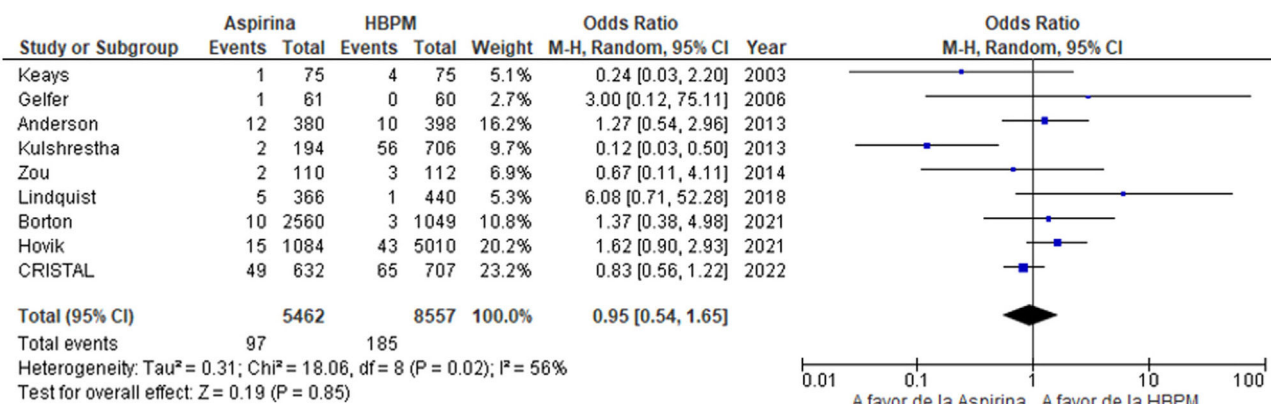 Aspirina HBPM Odds Ratio Odds Ratio
Study or Subgroup Events Total Events Total Weight M-H, Random, 95% CI Year M-H, Random, 95% CI
Keays 1 75 4 75 5.1% 0.24 [0.03, 2.20] 2003
Gelfer 1 61 0 60 2.7% 3.00 [0.12, 75.11] 2006
Anderson 12 380 10 398 16.2% 1.27 [0.54, 2.96] 2013
Kulshrestha 2 194 56 706 9.7% 0.12 [0.03, 0.50] 2013
Zou 2 110 3 112 6.9% 0.67 [0.11, 4.11] 2014
Lindquist 5 366 1 440 5.3% 6.08 [0.71, 52.28] 2018
Borton 10 2560 3 1049 10.8% 1.37 [0.38, 4.98] 2021
Hovik 15 1084 43 5010 20.2% 1.62 [0.90, 2.93] 2021
CRISTAL 49 632 65 707 23.2% 0.83 [0.56, 1.22] 2022
Total (95% CI) 5462 8557 100.0% 0.95 [0.54, 1.65]
Total events 97 185
Heterogeneity: Tau² = 0.31; Chi² = 18.06, df = 8 (P = 0.02); I² = 56%
Test for overall effect: Z = 0.19 (P = 0.85)
0.01 0.1 1 10 100
A favor de la Aspirina A favor de la HBPM